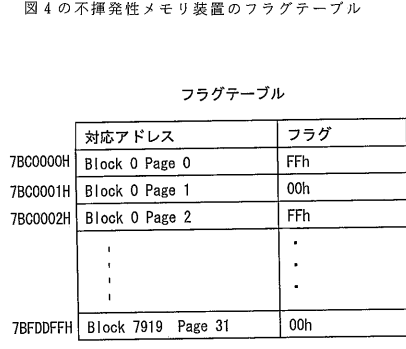 図4の不揮発性メモリ装置のフラグテーブル
フラグテーブル
対応アドレス フラグ
7BC0000H Block 0 Page 0 FFh
7BC0001H Block 0 Page 1 00h
7BC0002H Block 0 Page 2 FFh
7BFDDFFH Block 7919 Page 31 00h